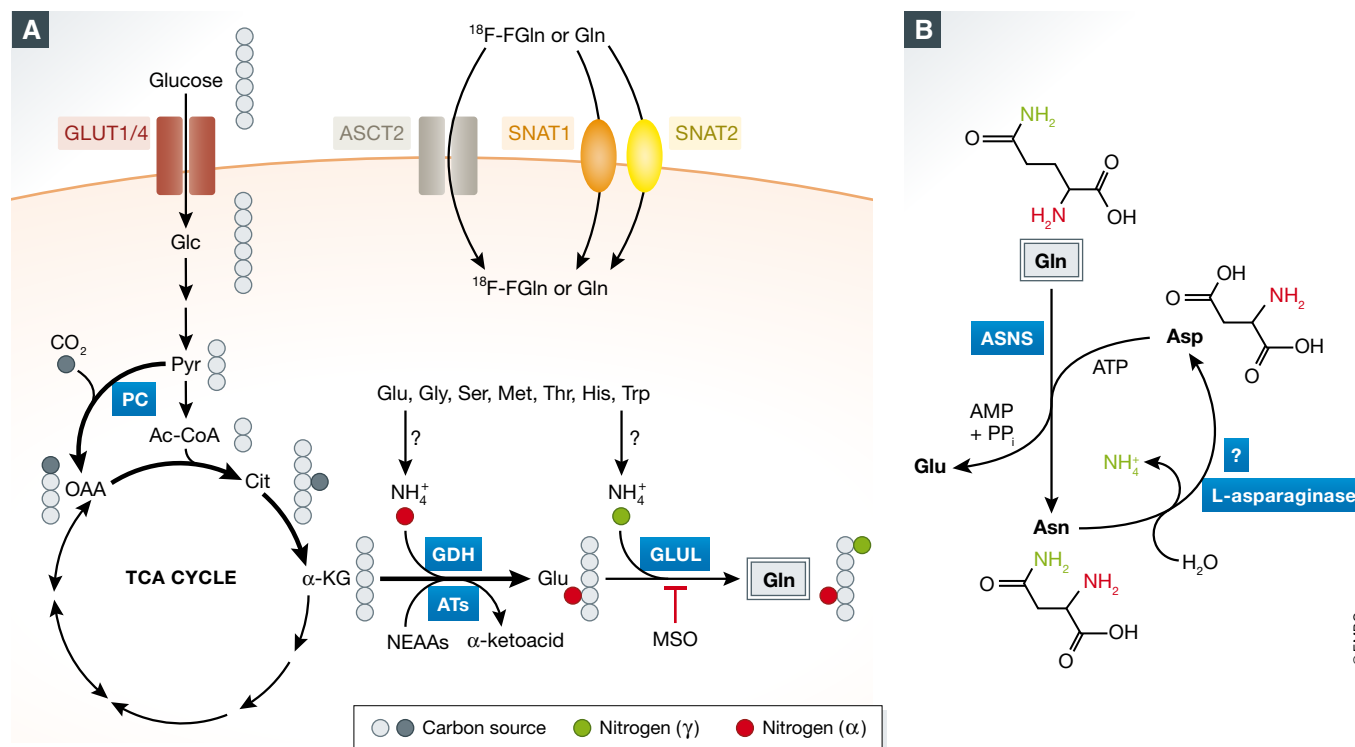 A
Glucose
GLUT1/4
Glc
CO₂
Pyr
PC
Ac-CoA
OAA
Cit
TCA CYCLE
α-KG
¹⁸F-FGln or Gln
ASCT2
SNAT1
SNAT2
¹⁸F-FGln or Gln
Glu, Gly, Ser, Met, Thr, His, Trp
?
?
NH₄⁺
NH₄⁺
GDH
ATs
Glu
GLUL
Gln
NEAAs
α-ketoacid
MSO
Carbon source
Nitrogen (γ)
Nitrogen (α)
B
NH₂
O
O
H₂N
OH
Gln
OH
O
NH₂
OH
O
ASNS
Asp
ATP
AMP
+ PPᵢ
Glu
NH₄⁺
?
L-asparaginase
Asn
H₂O
NH₂
O
NH₂
OH
O